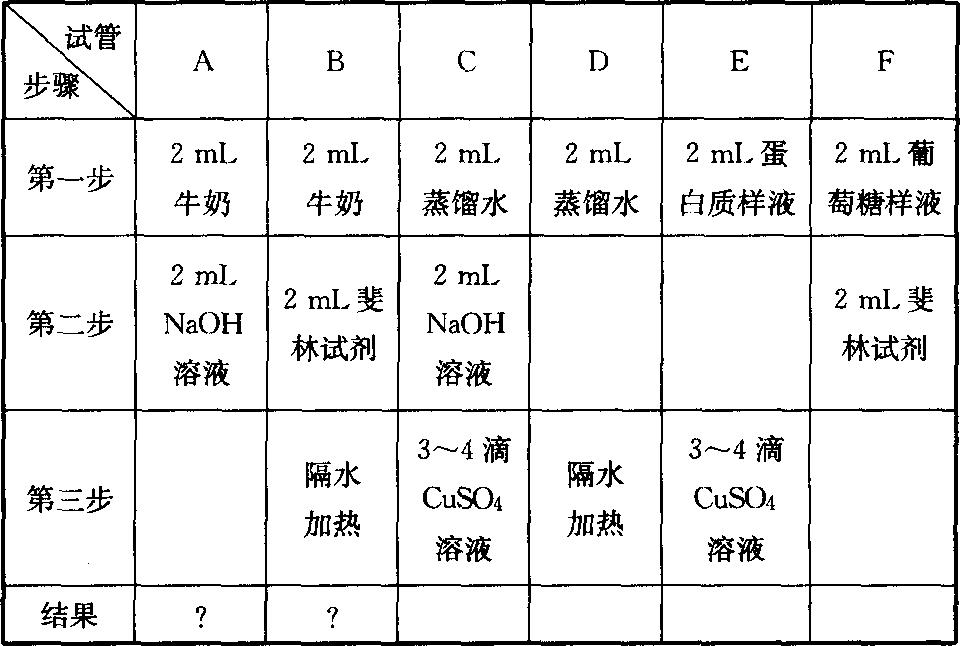 试管
步骤
A B C D E F
第一步
2 mL
牛奶
2 mL
牛奶
2 mL
蒸馏水
2 mL
蒸馏水
2 mL 蛋
白质样液
2 mL 葡
萄糖样液
第二步
2 mL
NaOH
溶液
2 mL 斐
林试剂
2 mL
NaOH
溶液
2 mL 斐
林试剂
第三步
隔水
加热
3～4 滴
CuSO₄
溶液
隔水
加热
3～4 滴
CuSO₄
溶液
结果
? ?